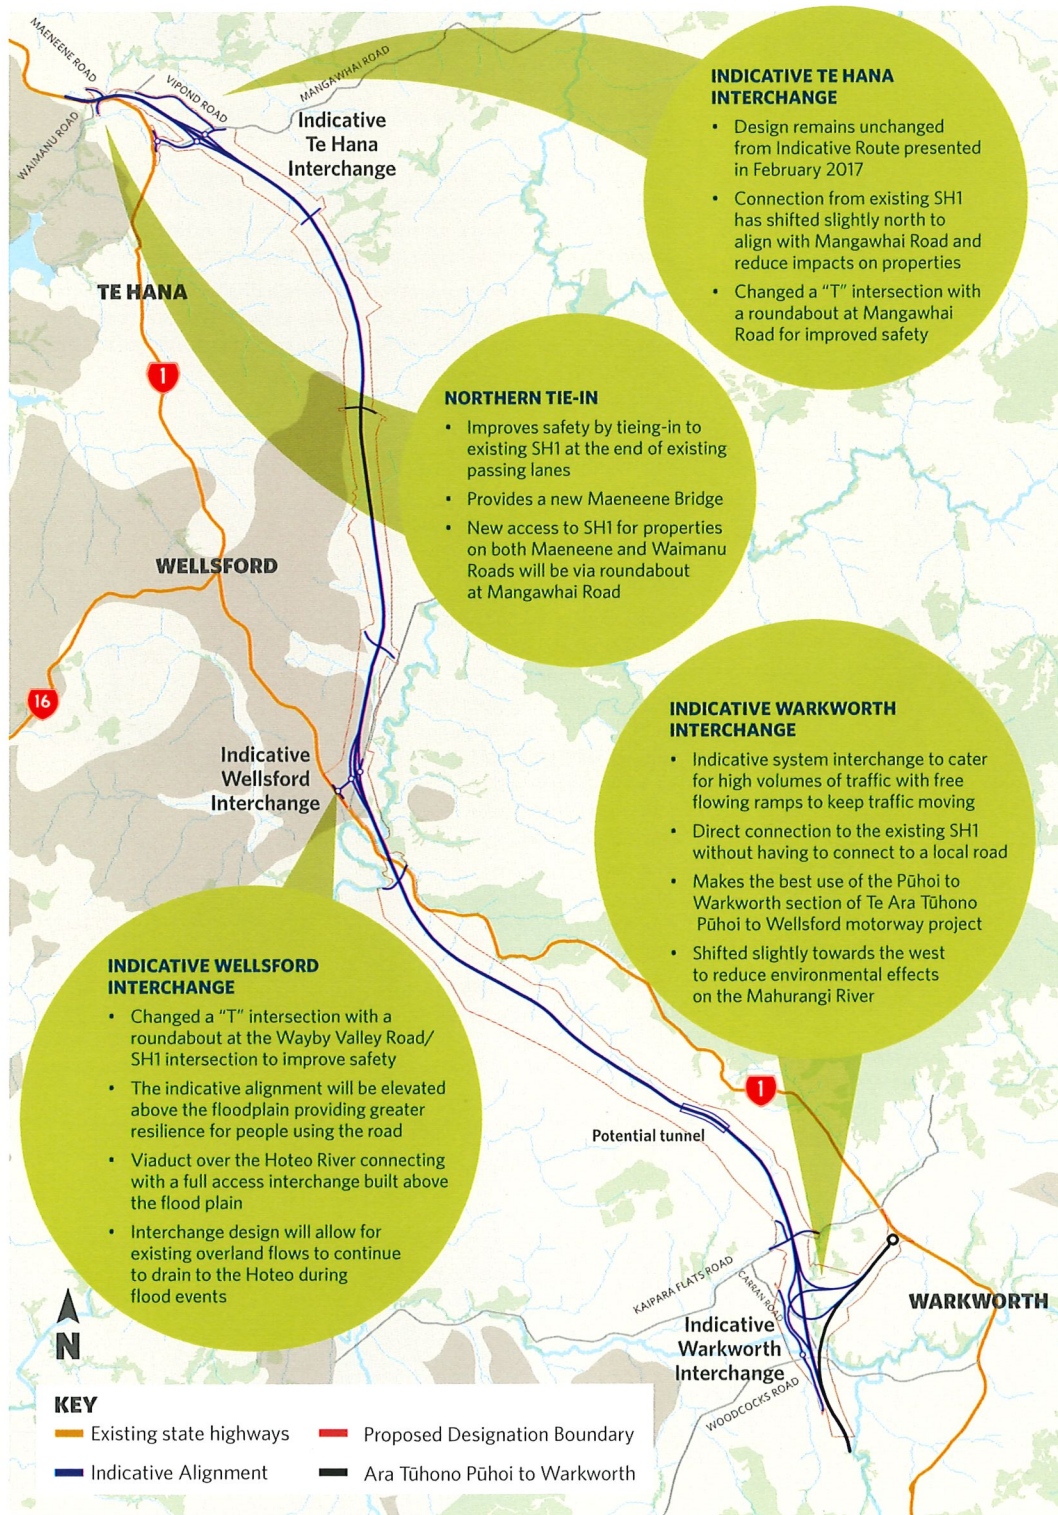 MAENEENE ROAD
VIPOND ROAD
MANGAWHAI ROAD
WAIMANU ROAD
Indicative
Te Hana
Interchange
INDICATIVE TE HANA
INTERCHANGE
• Design remains unchanged
from Indicative Route presented
in February 2017
• Connection from existing SH1
has shifted slightly north to
align with Mangawhai Road and
reduce impacts on properties
• Changed a “T” intersection with
a roundabout at Mangawhai
Road for improved safety
TE HANA
1
NORTHERN TIE-IN
• Improves safety by tieing-in to
existing SH1 at the end of existing
passing lanes
• Provides a new Maeneene Bridge
• New access to SH1 for properties
on both Maeneene and Waimanu
Roads will be via roundabout
at Mangawhai Road
WELLSFORD
16
Indicative
Wellsford
Interchange
INDICATIVE WARKWORTH
INTERCHANGE
• Indicative system interchange to cater
for high volumes of traffic with free
flowing ramps to keep traffic moving
• Direct connection to the existing SH1
without having to connect to a local road
• Makes the best use of the Pūhoi to
Warkworth section of Te Ara Tūhono
Pūhoi to Wellsford motorway project
• Shifted slightly towards the west
to reduce environmental effects
on the Mahurangi River
INDICATIVE WELLSFORD
INTERCHANGE
• Changed a “T” intersection with a
roundabout at the Wayby Valley Road/
SH1 intersection to improve safety
• The indicative alignment will be elevated
above the floodplain providing greater
resilience for people using the road
• Viaduct over the Hoteo River connecting
with a full access interchange built above
the flood plain
• Interchange design will allow for
existing overland flows to continue
to drain to the Hoteo during
flood events
1
Potential tunnel
KAIPARA FLATS ROAD
CARRAN ROAD
WARKWORTH
Indicative
Warkworth
Interchange
WOODCOCKS ROAD
N
KEY
Existing state highways
Proposed Designation Boundary
Indicative Alignment
Ara Tūhono Pūhoi to Warkworth